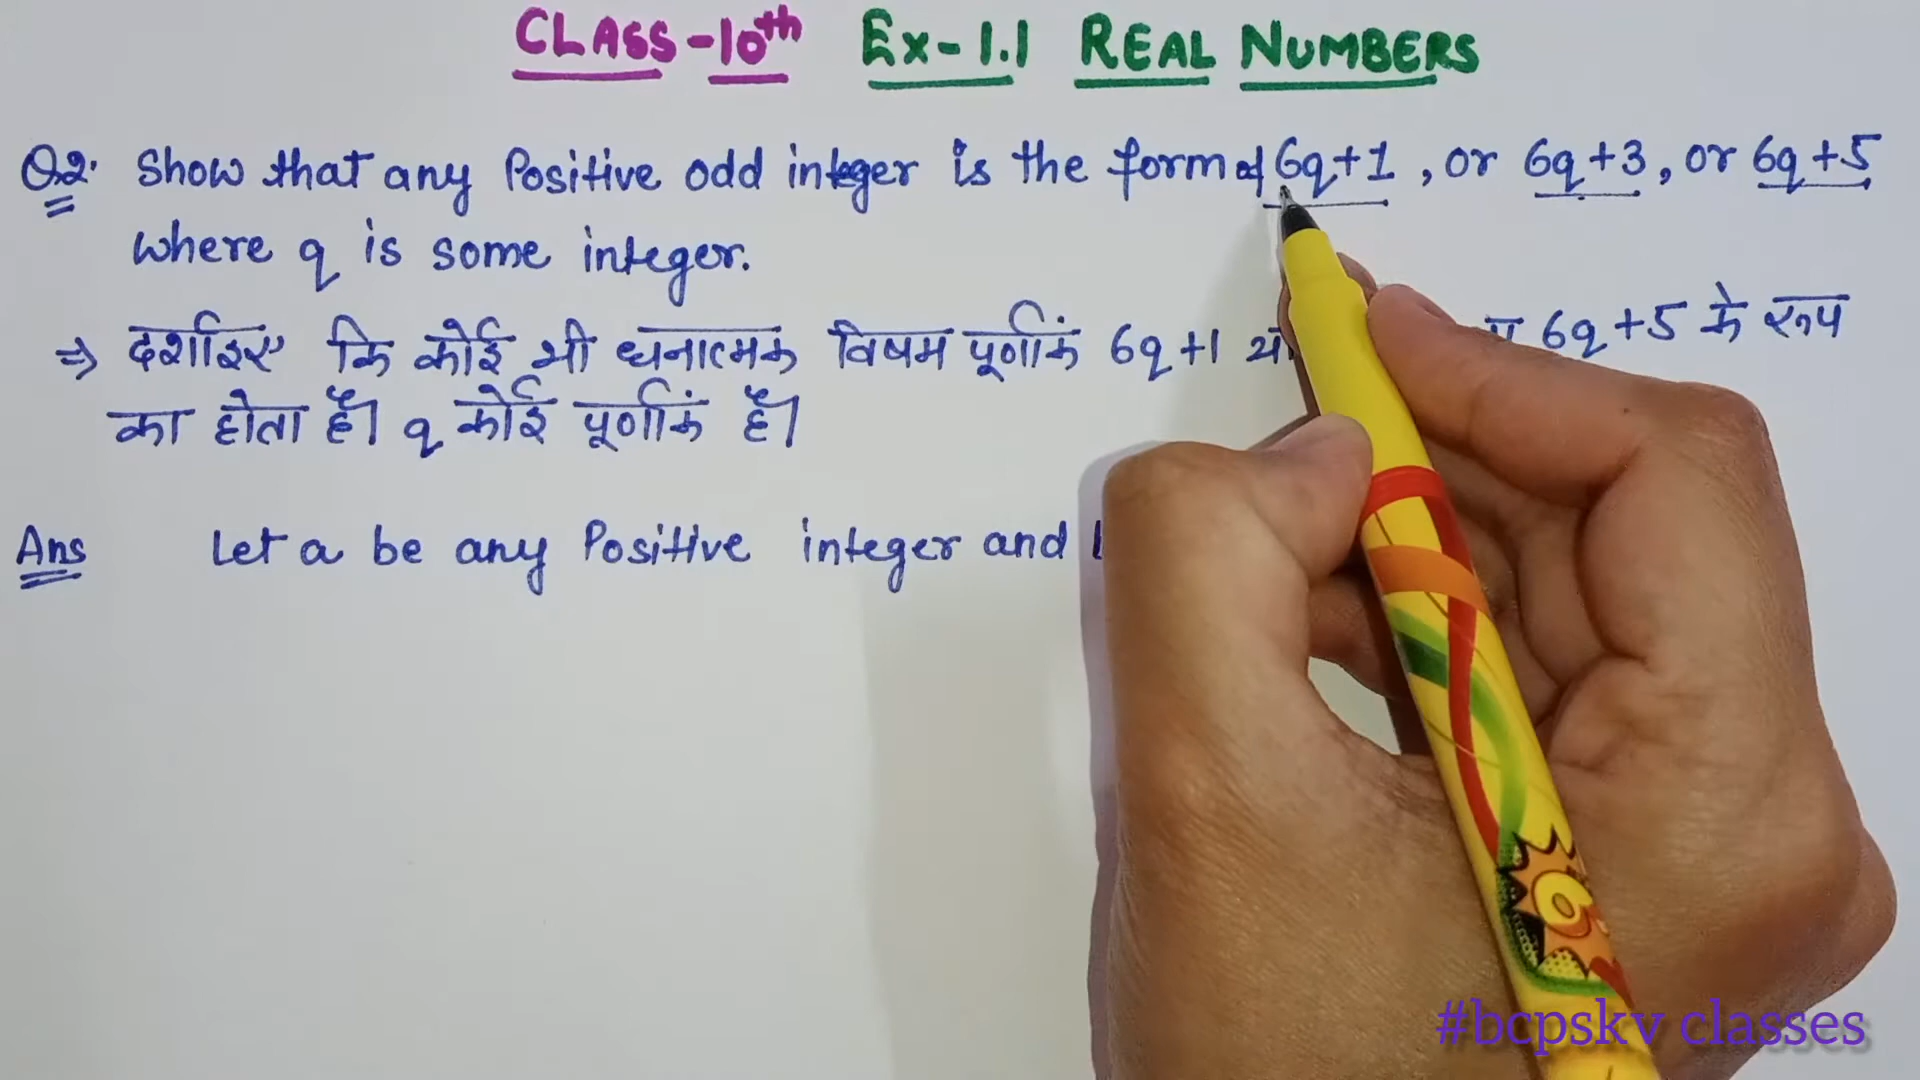 CLASS-10th Ex-1.1 REAL NUMBERS
Q2. Show that any Positive odd integer is the form of 6q+1, or 6q+3, or 6q+5
where q is some integer.
⇒ दर्शाइए कि कोई भी धनात्मक विषम पूर्णांक 6q+1 6q+5 के रूप
का होता है। q कोई पूर्णांक है।
Ans Let a be any Positive integer and
#bcpskv classes